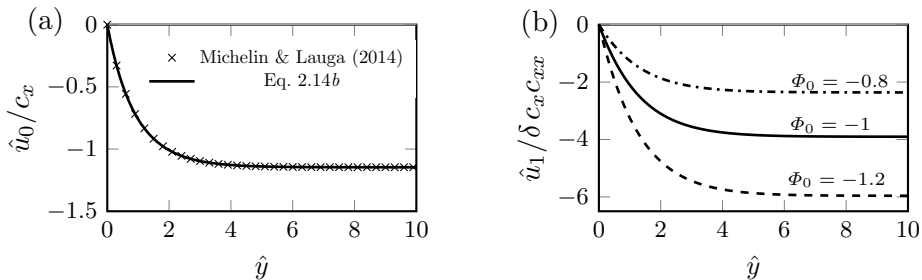 (a)
0
−0.5
−1
−1.5
û₀/cₓ
× Michelin & Lauga (2014)
Eq. 2.14b
0 2 4 6 8 10
ŷ
(b)
0
−2
−4
−6
û₁/δ cₓcₓₓ
Φ₀ = −0.8
Φ₀ = −1
Φ₀ = −1.2
0 2 4 6 8 10
ŷ